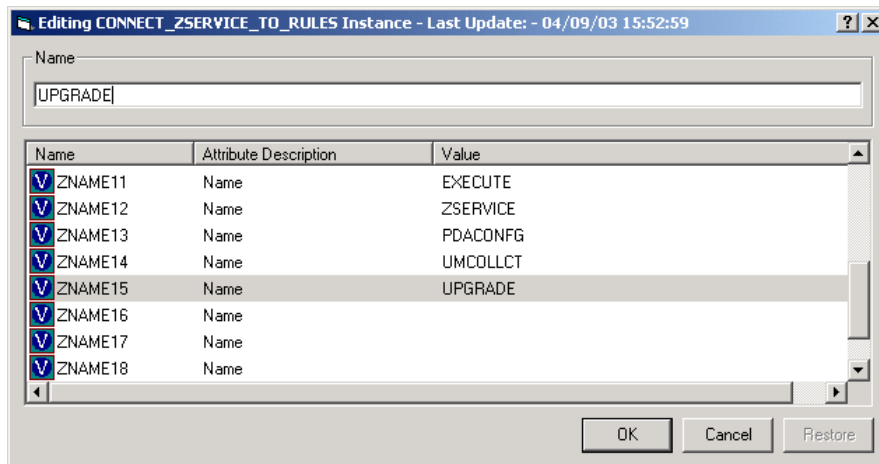 Editing CONNECT_ZSERVICE_TO_RULES Instance - Last Update: - 04/09/03 15:52:59
Name
UPGRADE
Name Attribute Description Value
V ZNAME11 Name EXECUTE
V ZNAME12 Name ZSERVICE
V ZNAME13 Name PDACONFG
V ZNAME14 Name UMCOLLCT
V ZNAME15 Name UPGRADE
V ZNAME16 Name
V ZNAME17 Name
V ZNAME18 Name
OK Cancel Restore